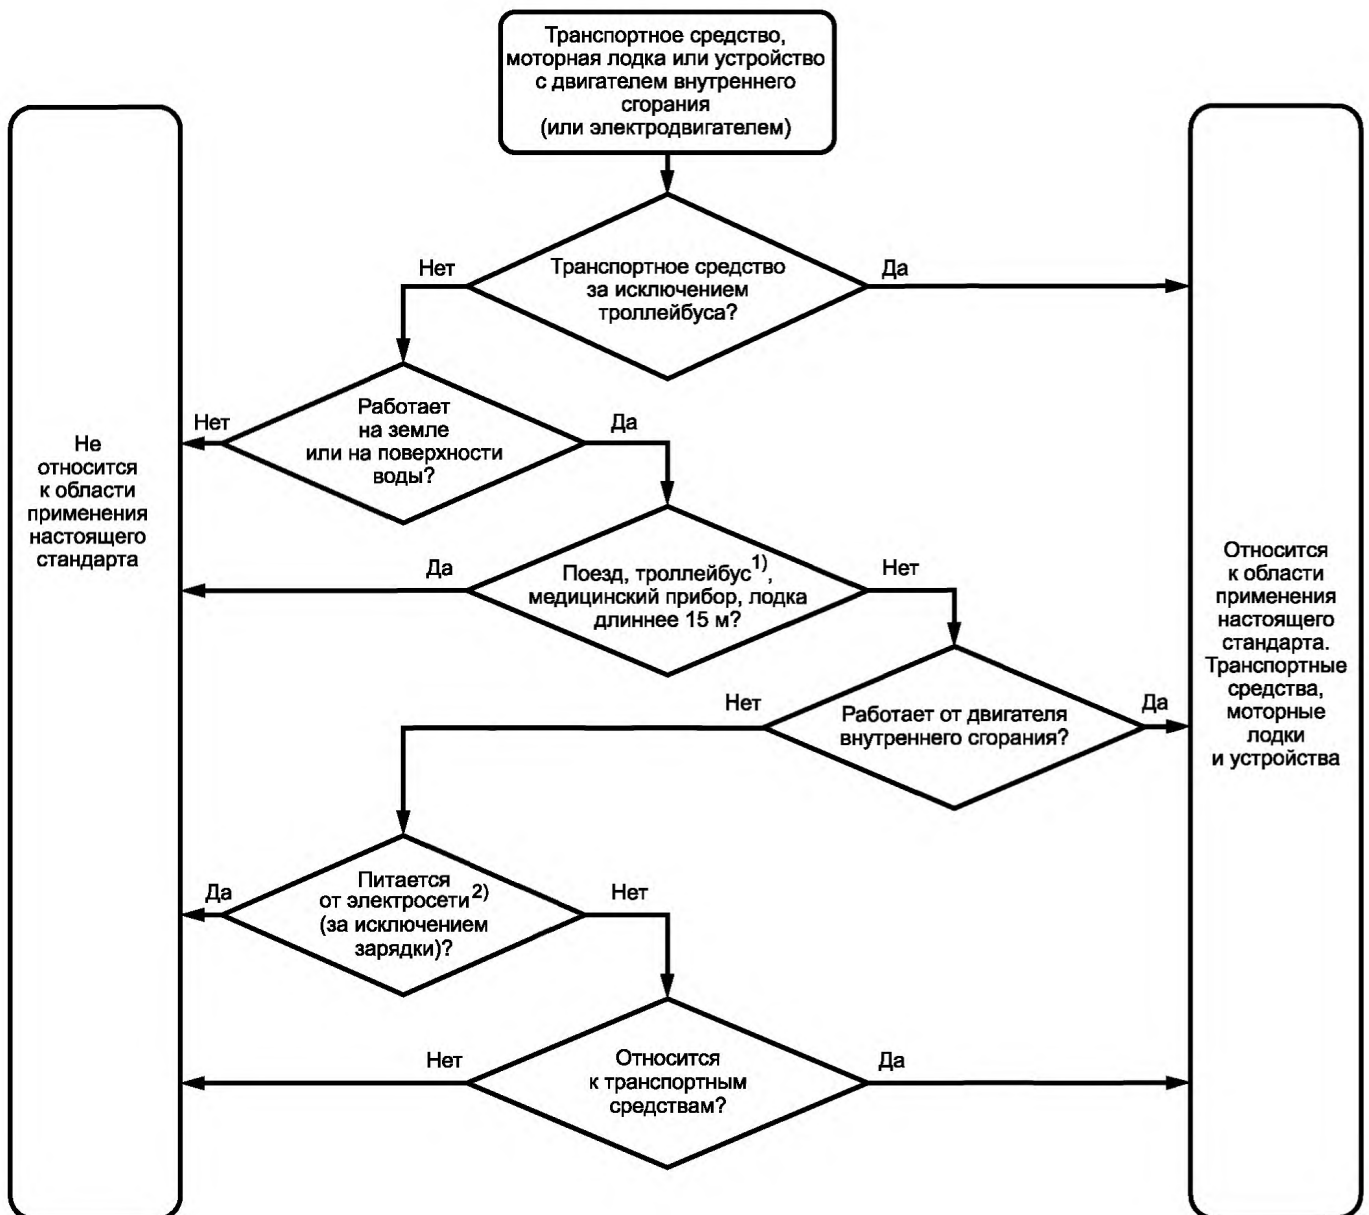 Транспортное средство,
моторная лодка или устройство
с двигателем внутреннего
сгорания
(или электродвигателем)
Нет
Транспортное средство
за исключением
троллейбуса?
Да
Нет
Работает
на земле
или на поверхности
воды?
Да
Не
относится
к области
применения
настоящего
стандарта
Да
Поезд, троллейбус1),
медицинский прибор, лодка
длиннее 15 м?
Нет
Относится
к области
применения
настоящего
стандарта.
Транспортные
средства,
моторные
лодки
и устройства
Нет
Работает от двигателя
внутреннего сгорания?
Да
Да
Питается
от электросети2)
(за исключением
зарядки)?
Нет
Нет
Относится
к транспортным
средствам?
Да